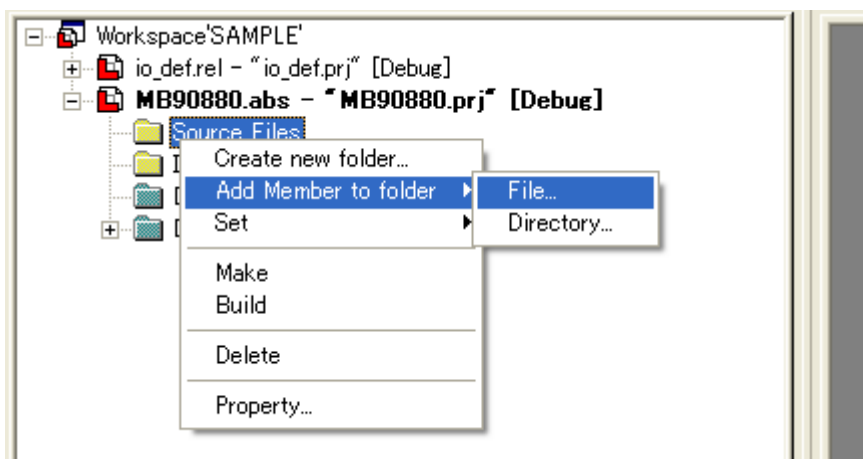 Workspace'SAMPLE'
io_def.rel - "io_def.prj" [Debug]
MB90880.abs - "MB90880.prj" [Debug]
Source Files
Create new folder...
Add Member to folder
File...
Set
Directory...
Make
Build
Delete
Property...